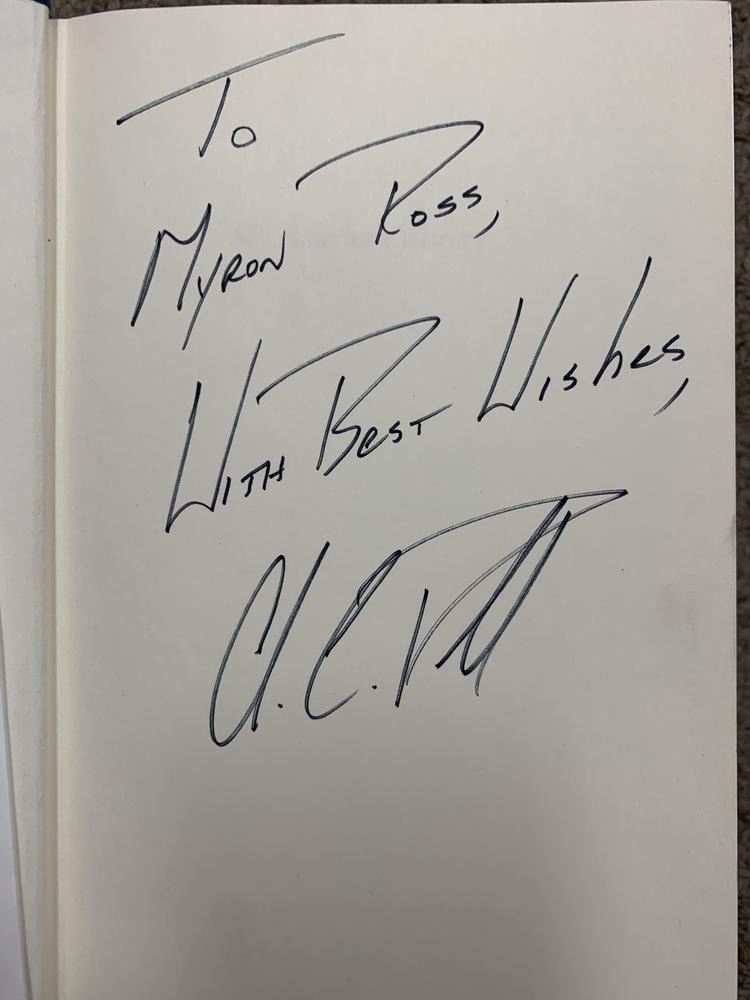 To
Myron Ross,
With Best Wishes,